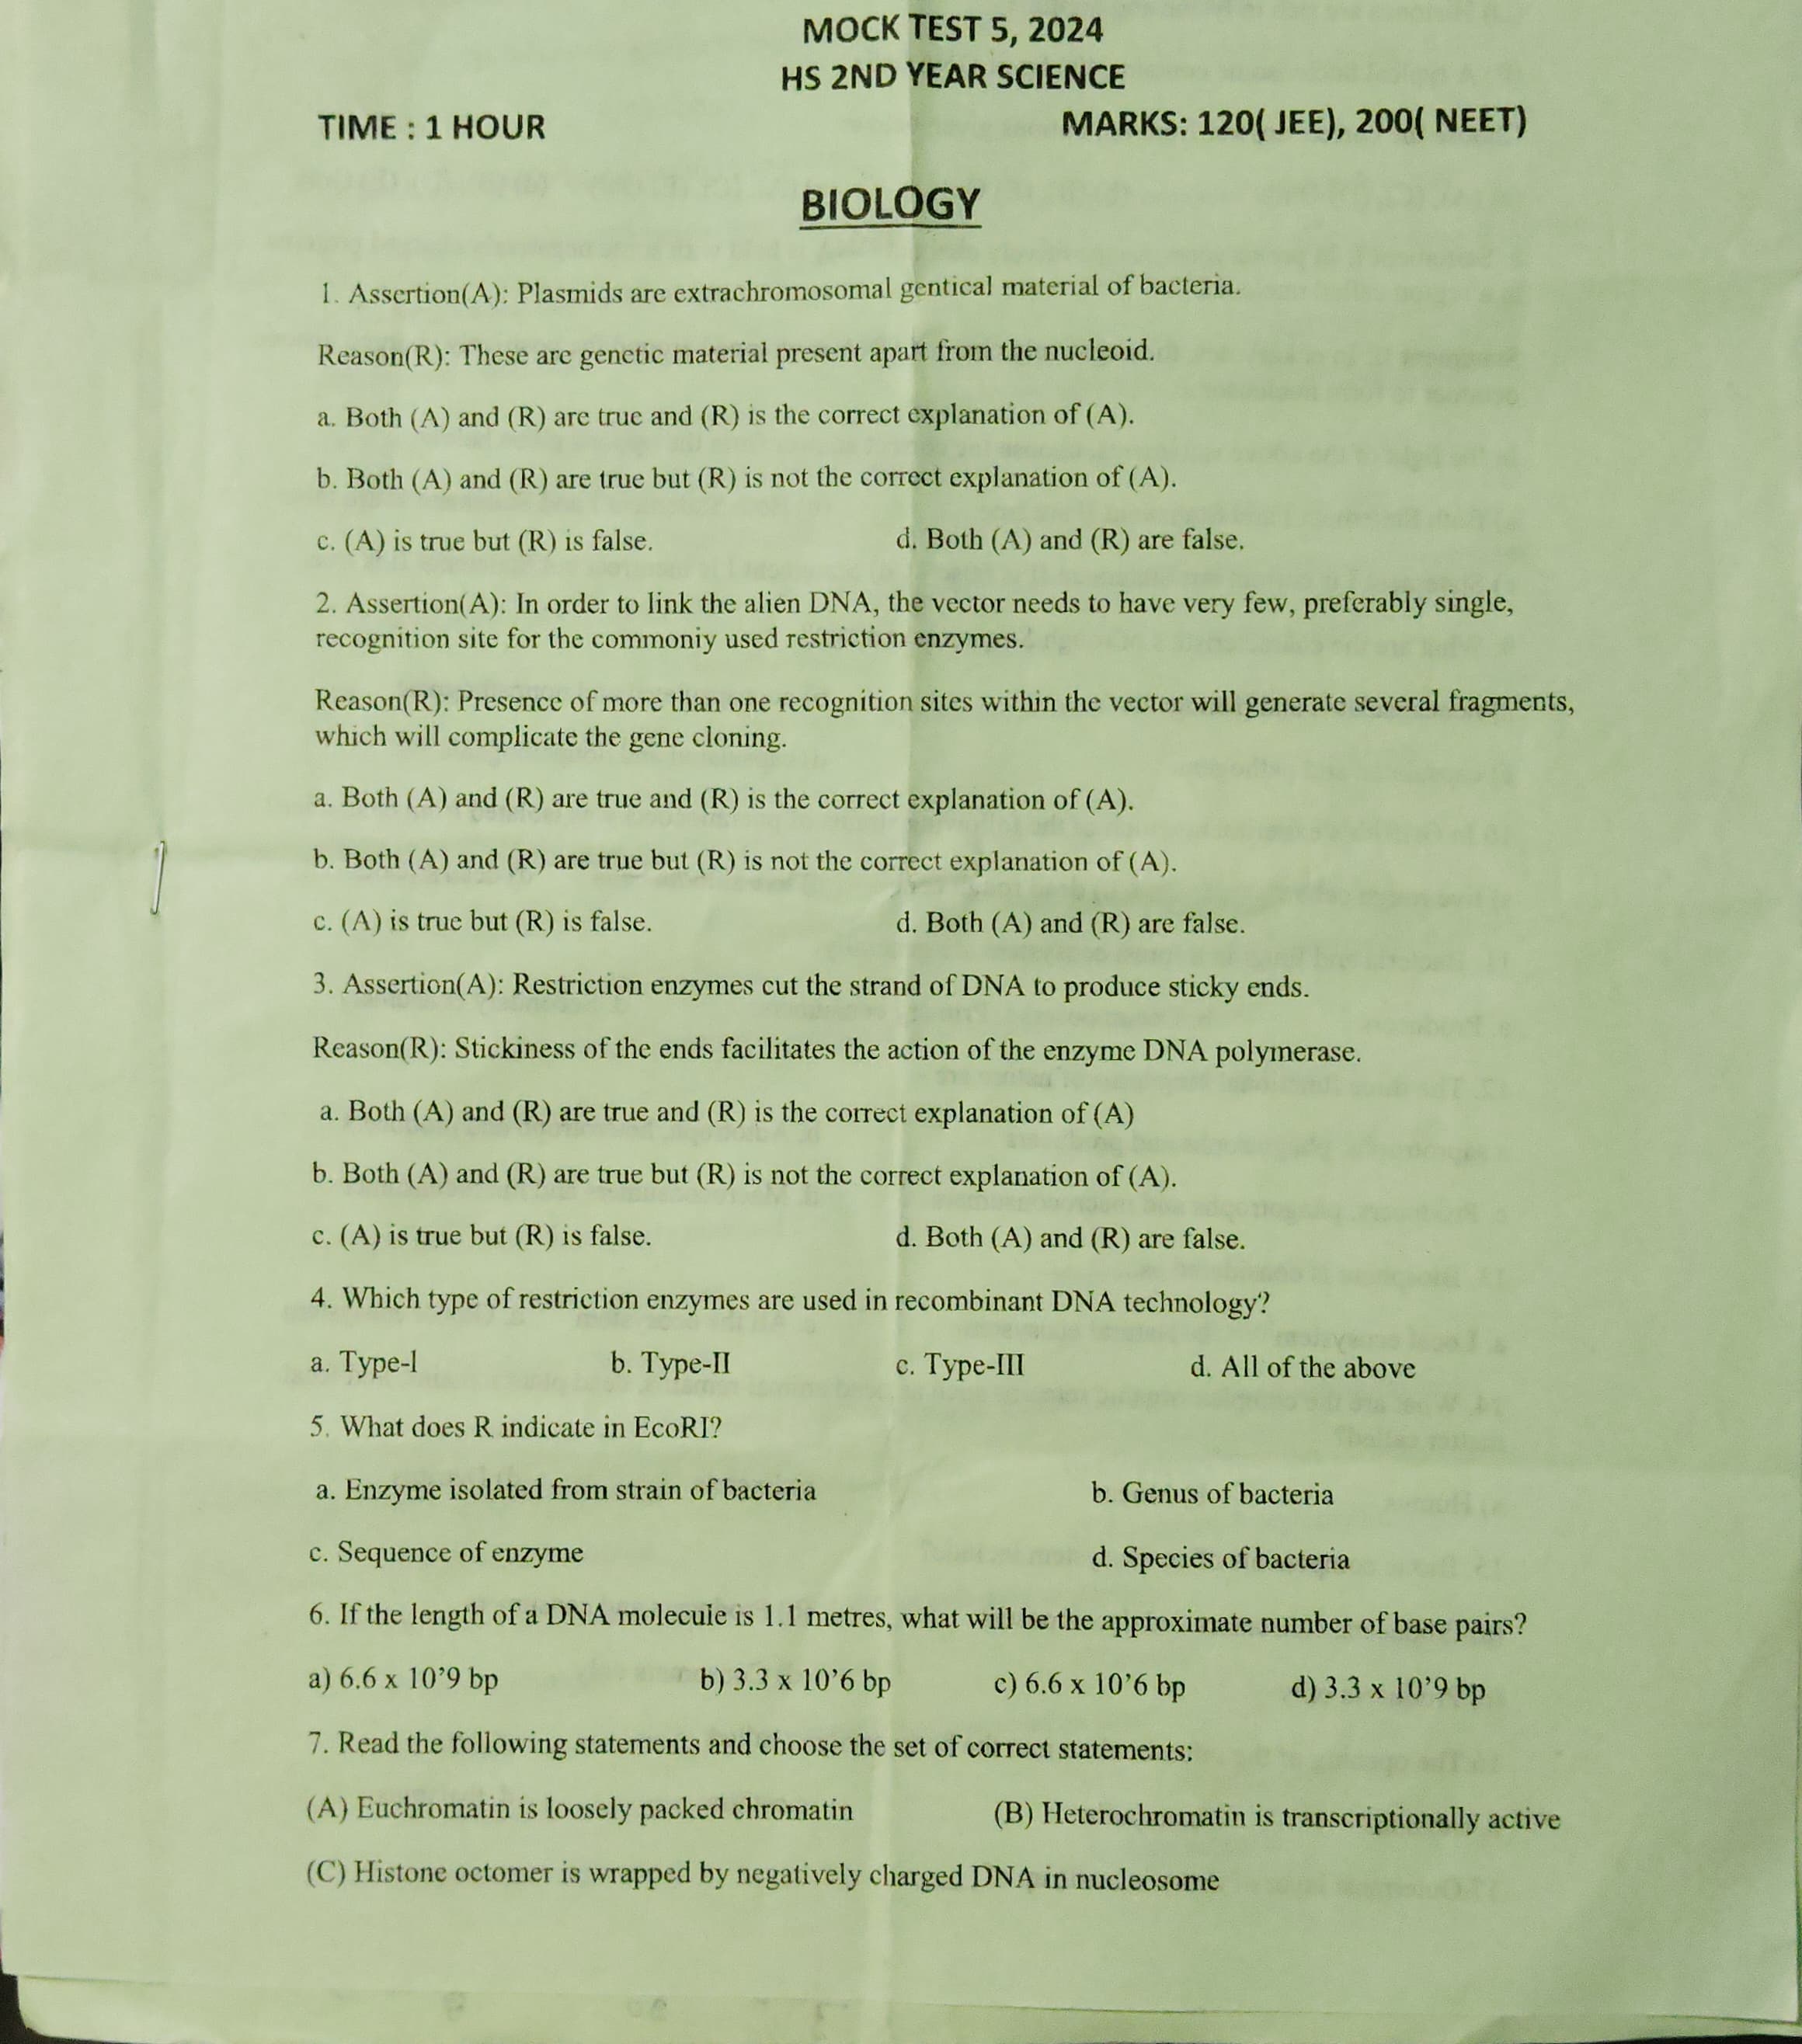 MOCK TEST 5, 2024
HS 2ND YEAR SCIENCE
TIME : 1 HOUR MARKS: 120( JEE), 200( NEET)
BIOLOGY
1. Assertion(A): Plasmids are extrachromosomal gentical material of bacteria.
Reason(R): These are genetic material present apart from the nucleoid.
a. Both (A) and (R) are true and (R) is the correct explanation of (A).
b. Both (A) and (R) are true but (R) is not the correct explanation of (A).
c. (A) is true but (R) is false. d. Both (A) and (R) are false.
2. Assertion(A): In order to link the alien DNA, the vector needs to have very few, preferably single,
recognition site for the commoniy used restriction enzymes.
Reason(R): Presence of more than one recognition sites within the vector will generate several fragments,
which will complicate the gene cloning.
a. Both (A) and (R) are true and (R) is the correct explanation of (A).
b. Both (A) and (R) are true but (R) is not the correct explanation of (A).
c. (A) is true but (R) is false. d. Both (A) and (R) are false.
3. Assertion(A): Restriction enzymes cut the strand of DNA to produce sticky ends.
Reason(R): Stickiness of the ends facilitates the action of the enzyme DNA polymerase.
a. Both (A) and (R) are true and (R) is the correct explanation of (A)
b. Both (A) and (R) are true but (R) is not the correct explanation of (A).
c. (A) is true but (R) is false. d. Both (A) and (R) are false.
4. Which type of restriction enzymes are used in recombinant DNA technology?
a. Type-I b. Type-II c. Type-III d. All of the above
5. What does R indicate in EcoRI?
a. Enzyme isolated from strain of bacteria b. Genus of bacteria
c. Sequence of enzyme d. Species of bacteria
6. If the length of a DNA molecuie is 1.1 metres, what will be the approximate number of base pairs?
a) 6.6 x 10’9 bp b) 3.3 x 10’6 bp c) 6.6 x 10’6 bp d) 3.3 x 10’9 bp
7. Read the following statements and choose the set of correct statements:
(A) Euchromatin is loosely packed chromatin (B) Heterochromatin is transcriptionally active
(C) Histone octomer is wrapped by negatively charged DNA in nucleosome